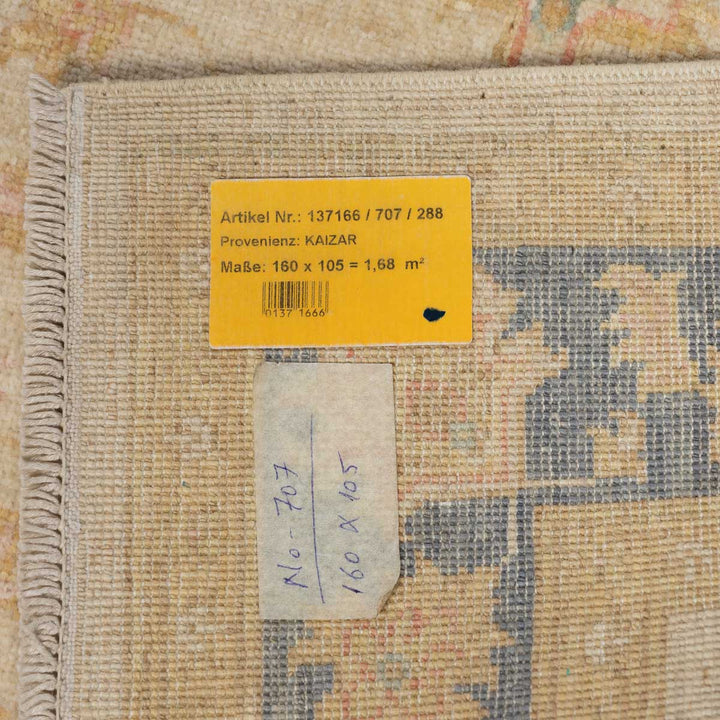 Artikel Nr.: 137166 / 707 / 288
Provenienz: KAIZAR
Maße: 160 x 105 = 1,68 m²
0137 1666
No- 707
160 X 105